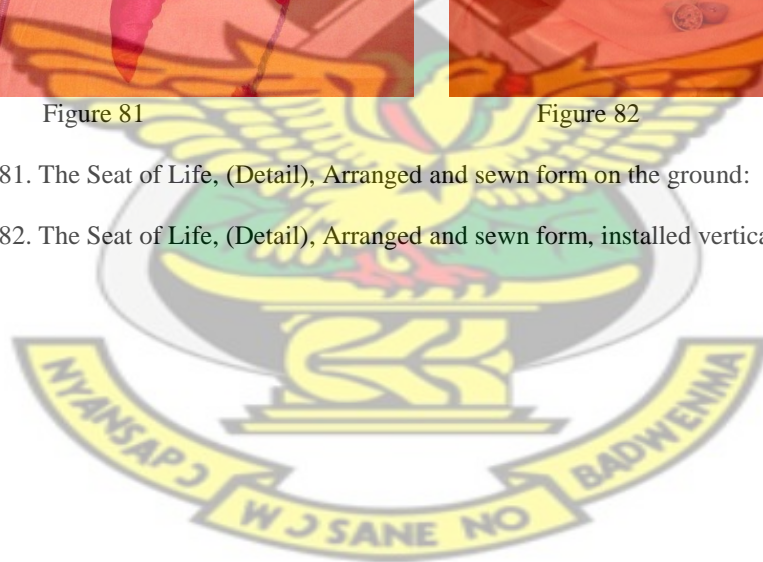 Figure 81 Figure 82
81. The Seat of Life, (Detail), Arranged and sewn form on the ground:
82. The Seat of Life, (Detail), Arranged and sewn form, installed vertica
NYANSAPƆ WƆSANE NO BADWENMA